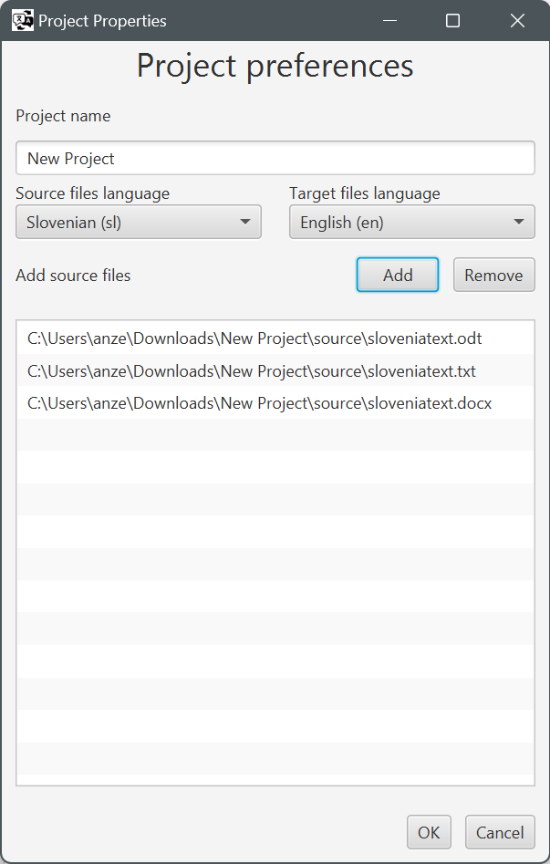 Project Properties
Project preferences
Project name
New Project
Source files language
Target files language
Slovenian (sl)
English (en)
Add source files
Add
Remove
C:\Users\anze\Downloads\New Project\source\sloveniatext.odt
C:\Users\anze\Downloads\New Project\source\sloveniatext.txt
C:\Users\anze\Downloads\New Project\source\sloveniatext.docx
OK
Cancel